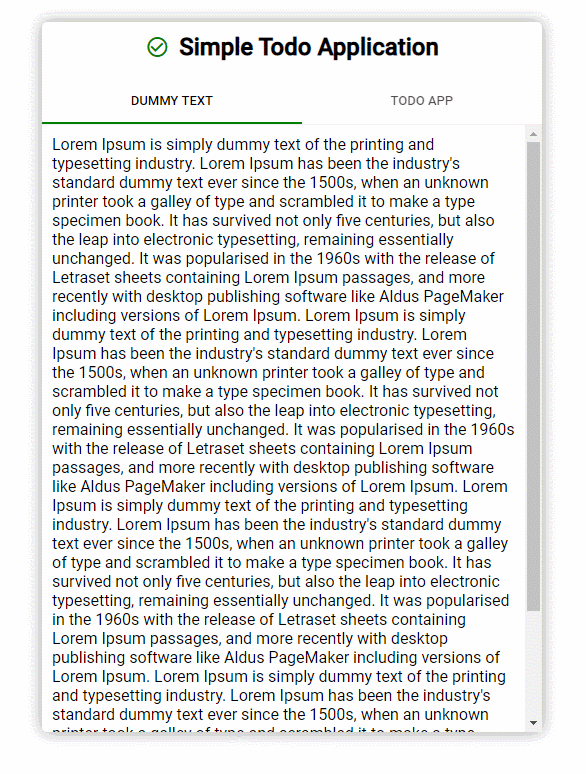 Simple Todo Application
DUMMY TEXT
TODO APP
Lorem Ipsum is simply dummy text of the printing and
typesetting industry. Lorem Ipsum has been the industry's
standard dummy text ever since the 1500s, when an unknown
printer took a galley of type and scrambled it to make a type
specimen book. It has survived not only five centuries, but also
the leap into electronic typesetting, remaining essentially
unchanged. It was popularised in the 1960s with the release of
Letraset sheets containing Lorem Ipsum passages, and more
recently with desktop publishing software like Aldus PageMaker
including versions of Lorem Ipsum. Lorem Ipsum is simply
dummy text of the printing and typesetting industry. Lorem
Ipsum has been the industry's standard dummy text ever since
the 1500s, when an unknown printer took a galley of type and
scrambled it to make a type specimen book. It has survived not
only five centuries, but also the leap into electronic typesetting,
remaining essentially unchanged. It was popularised in the 1960s
with the release of Letraset sheets containing Lorem Ipsum
passages, and more recently with desktop publishing software
like Aldus PageMaker including versions of Lorem Ipsum. Lorem
Ipsum is simply dummy text of the printing and typesetting
industry. Lorem Ipsum has been the industry's standard dummy
text ever since the 1500s, when an unknown printer took a galley
of type and scrambled it to make a type specimen book. It has
survived not only five centuries, but also the leap into electronic
typesetting, remaining essentially unchanged. It was popularised
in the 1960s with the release of Letraset sheets containing
Lorem Ipsum passages, and more recently with desktop
publishing software like Aldus PageMaker including versions of
Lorem Ipsum. Lorem Ipsum is simply dummy text of the printing
and typesetting industry. Lorem Ipsum has been the industry's
standard dummy text ever since the 1500s, when an unknown
printer took a galley of type and scrambled it to make a type